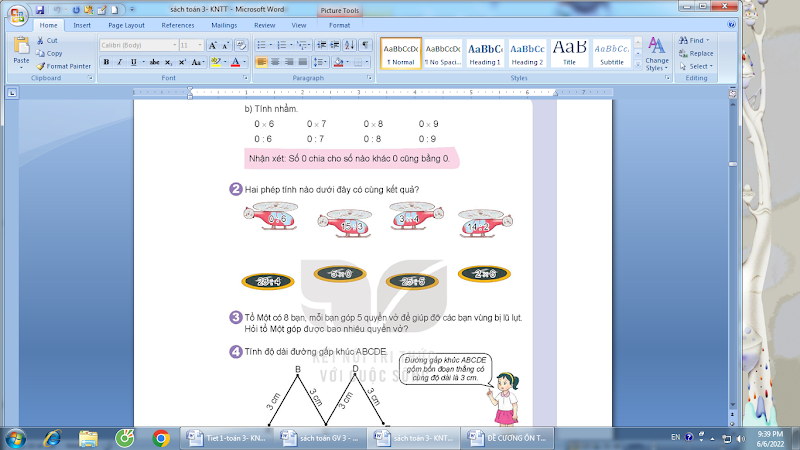 sách toán 3- KNTT - Microsoft Word
Picture Tools
Home Insert Page Layout References Mailings Review View Format
Paste
Cut
Copy
Format Painter
Clipboard
Calibri (Body) 11
Font
Paragraph
AaBbCcDc AaBbCcDc AaBbC AaBbCc AaB AaBbCc.
¶ Normal ¶ No Spaci... Heading 1 Heading 2 Title Subtitle
Change Styles
Styles
Find
Replace
Select
Editing
b) Tính nhẩm.
0 × 6 0 × 7 0 × 8 0 × 9
0 : 6 0 : 7 0 : 8 0 : 9
Nhận xét: Số 0 chia cho số nào khác 0 cũng bằng 0.
2 Hai phép tính nào dưới đây có cùng kết quả?
15:3 14:2
5×6 2×6
3 Tổ Một có 8 bạn, mỗi bạn góp 5 quyển vở để giúp đỡ các bạn vùng bị lũ lụt.
Hỏi tổ Một góp được bao nhiêu quyển vở?
4 Tính độ dài đường gấp khúc ABCDE.
KẾT NỐI TRI THỨC
VỚI CUỘC SỐNG
Đường gấp khúc ABCDE
gồm bốn đoạn thẳng có
cùng độ dài là 3 cm.
B D
3 cm 3 cm 3 cm 3 cm
Tiet 1-toán 3- KN... sách toán GV 3 - ... sách toán 3- KNT... ĐỀ CƯƠNG ÔN T...
EN
9:39 PM
6/6/2022